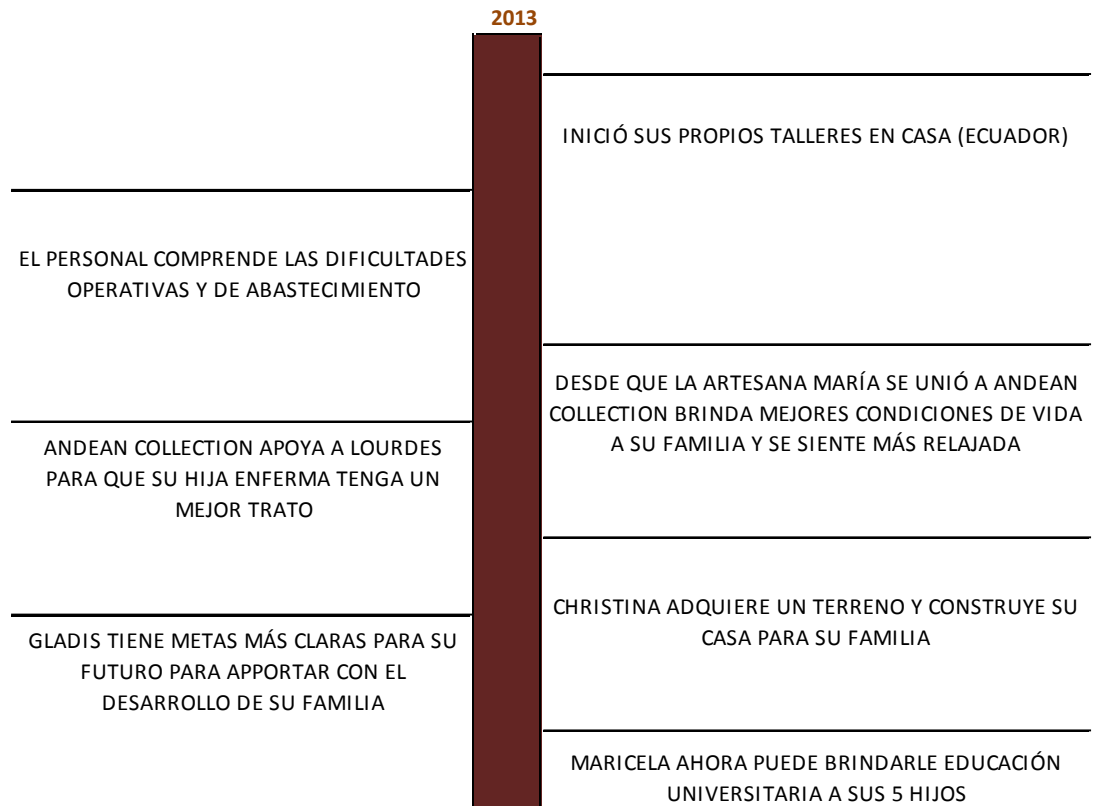 2013
INICIÓ SUS PROPIOS TALLERES EN CASA (ECUADOR)
EL PERSONAL COMPRENDE LAS DIFICULTADES
OPERATIVAS Y DE ABASTECIMIENTO
DESDE QUE LA ARTESANA MARÍA SE UNIÓ A ANDEAN
COLLECTION BRINDA MEJORES CONDICIONES DE VIDA
A SU FAMILIA Y SE SIENTE MÁS RELAJADA
ANDEAN COLLECTION APOYA A LOURDES
PARA QUE SU HIJA ENFERMA TENGA UN
MEJOR TRATO
CHRISTINA ADQUIERE UN TERRENO Y CONSTRUYE SU
CASA PARA SU FAMILIA
GLADIS TIENE METAS MÁS CLARAS PARA SU
FUTURO PARA APPORTAR CON EL
DESARROLLO DE SU FAMILIA
MARICELA AHORA PUEDE BRINDARLE EDUCACIÓN
UNIVERSITARIA A SUS 5 HIJOS